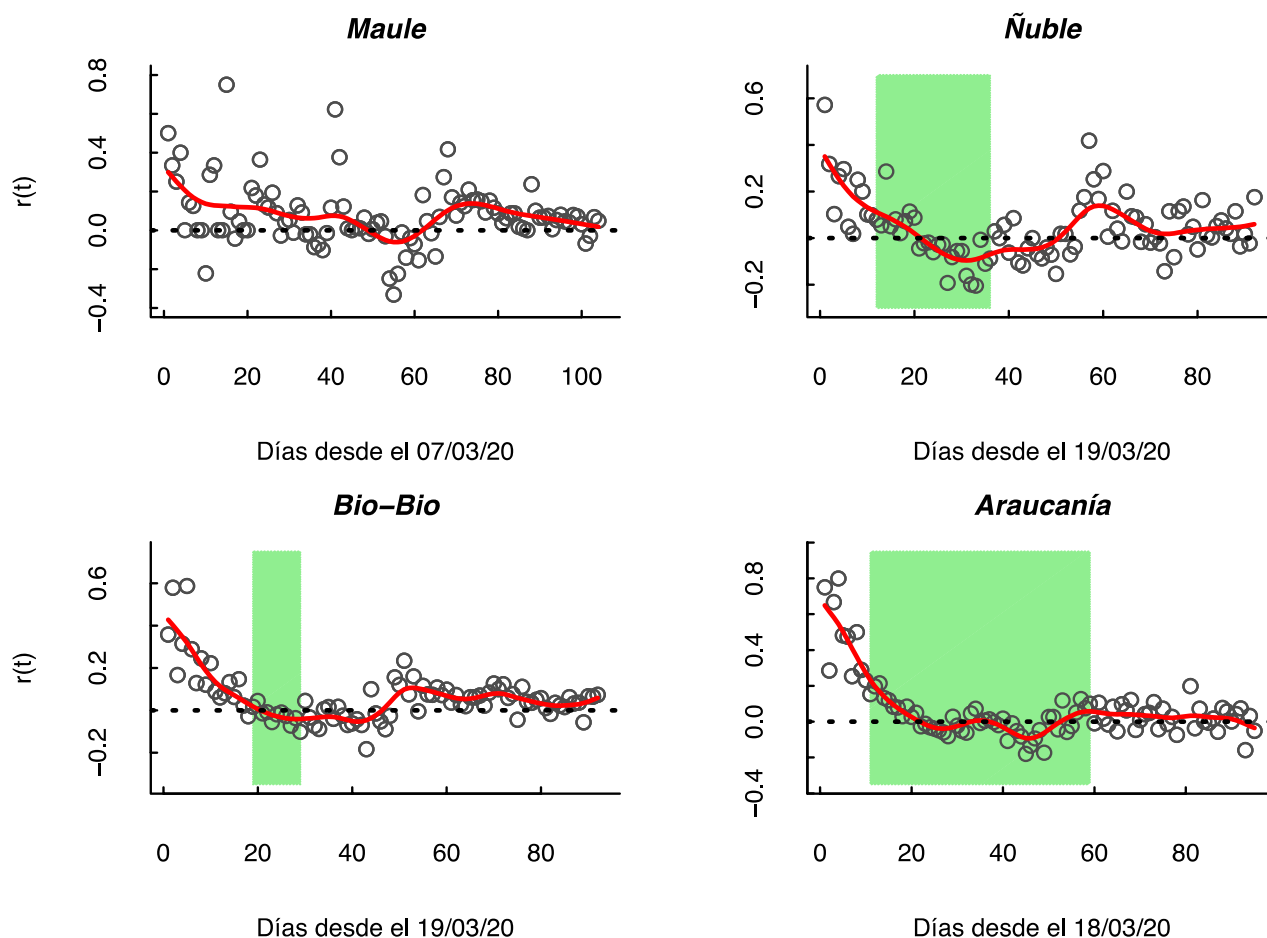 Maule
r(t)
0.8
0.4
0.0
−0.4
0 20 40 60 80 100
Días desde el 07/03/20
Ñuble
0.6
0.2
−0.2
0 20 40 60 80
Días desde el 19/03/20
Bio−Bio
r(t)
0.6
0.2
−0.2
0 20 40 60 80
Días desde el 19/03/20
Araucanía
0.8
0.4
0.0
−0.4
0 20 40 60 80
Días desde el 18/03/20